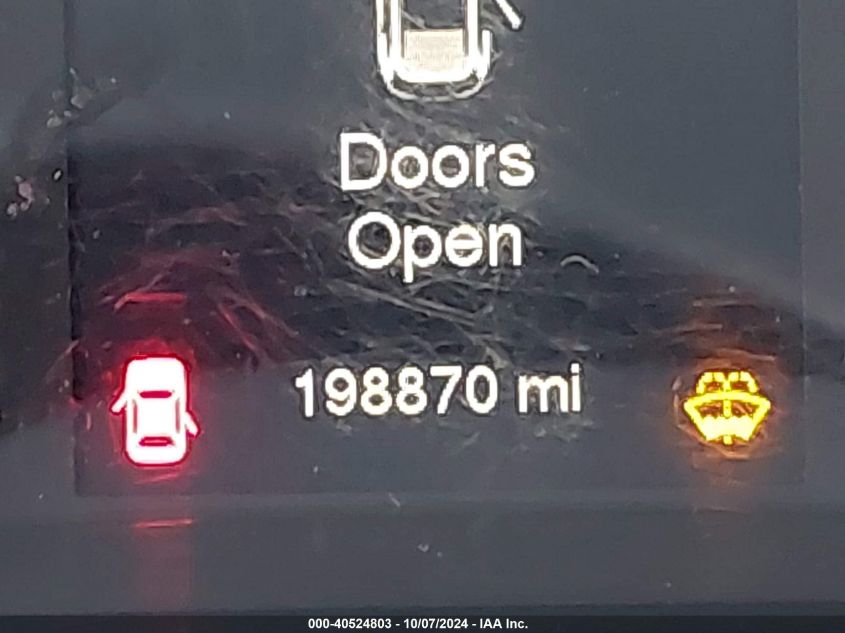 Doors
Open
198870 mi
000-40524803 - 10/07/2024 - IAA Inc.